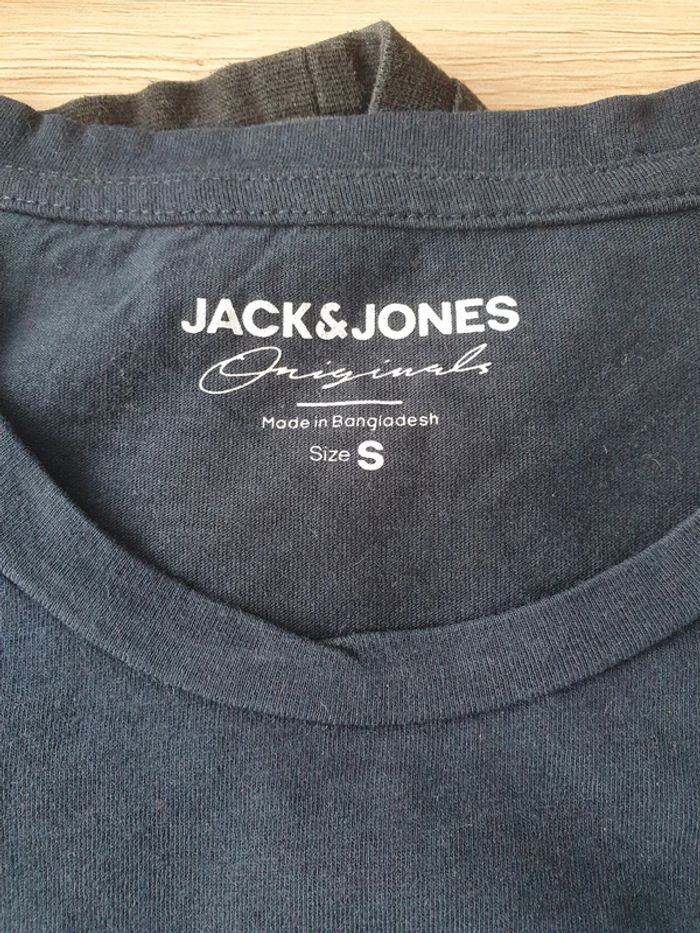 JACK&JONES
Originals
Made in Bangladesh
Size S